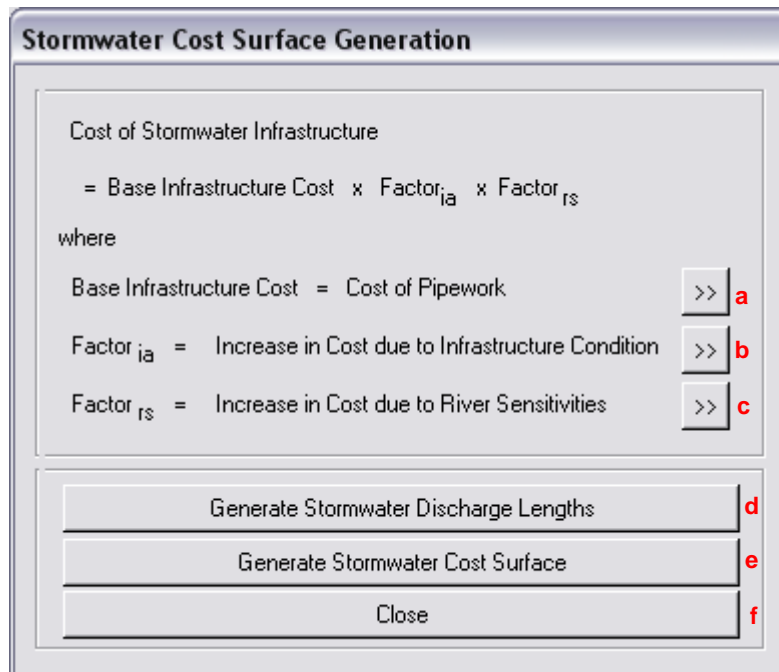 Stormwater Cost Surface Generation
Cost of Stormwater Infrastructure
= Base Infrastructure Cost x Factor ia x Factor rs
where
Base Infrastructure Cost = Cost of Pipework >> a
Factor ia = Increase in Cost due to Infrastructure Condition >> b
Factor rs = Increase in Cost due to River Sensitivities >> c
Generate Stormwater Discharge Lengths d
Generate Stormwater Cost Surface e
Close f